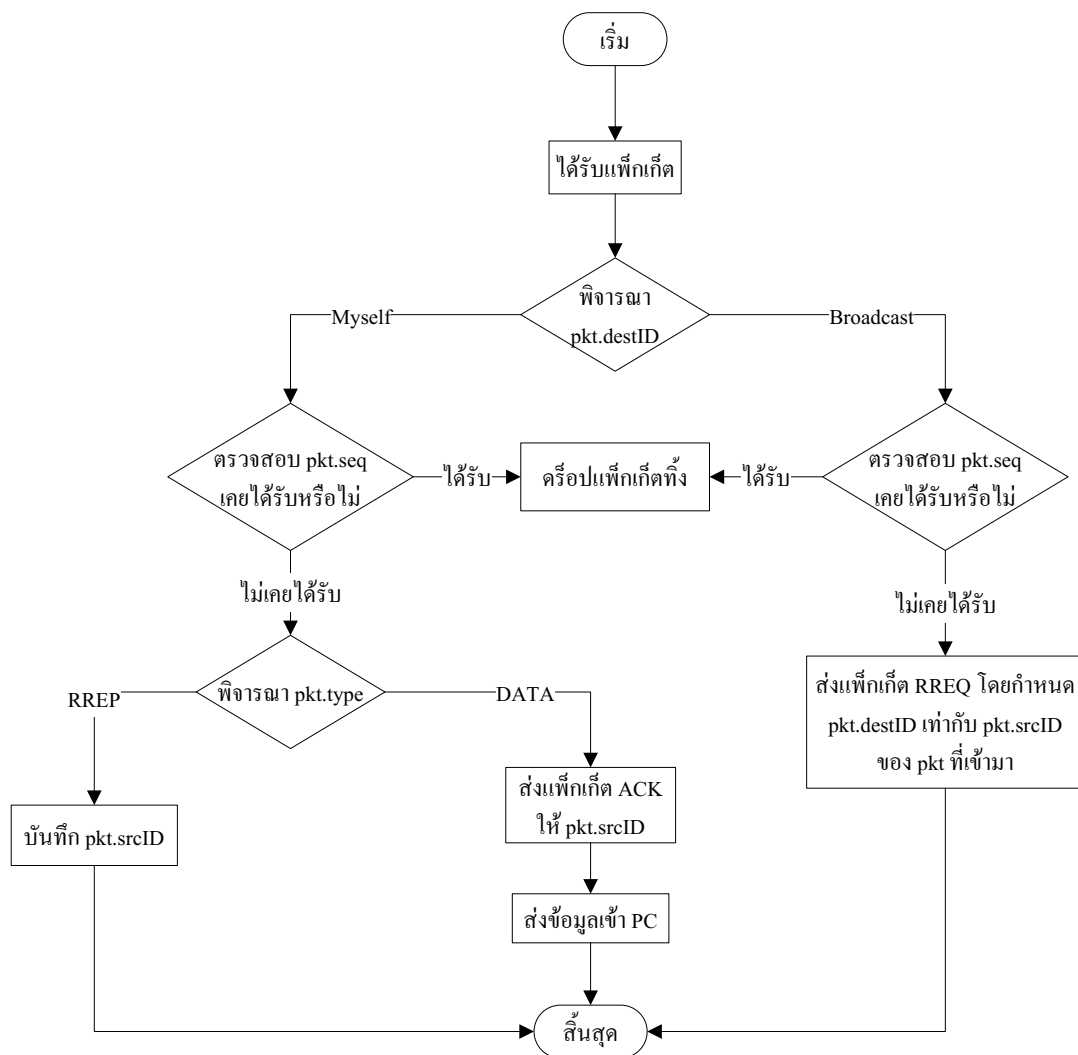 เริ่ม
ได้รับแพ็กเก็ต
พิจารณา
pkt.destID
Myself
Broadcast
ตรวจสอบ pkt.seq
เคยได้รับหรือไม่
ได้รับ
ดร็อปแพ็กเก็ตทิ้ง
ได้รับ
ตรวจสอบ pkt.seq
เคยได้รับหรือไม่
ไม่เคยได้รับ
ไม่เคยได้รับ
พิจารณา pkt.type
RREP
DATA
ส่งแพ็กเก็ต RREQ โดยกำหนด
pkt.destID เท่ากับ pkt.srcID
ของ pkt ที่เข้ามา
ส่งแพ็กเก็ต ACK
ให้ pkt.srcID
บันทึก pkt.srcID
ส่งข้อมูลเข้า PC
สิ้นสุด